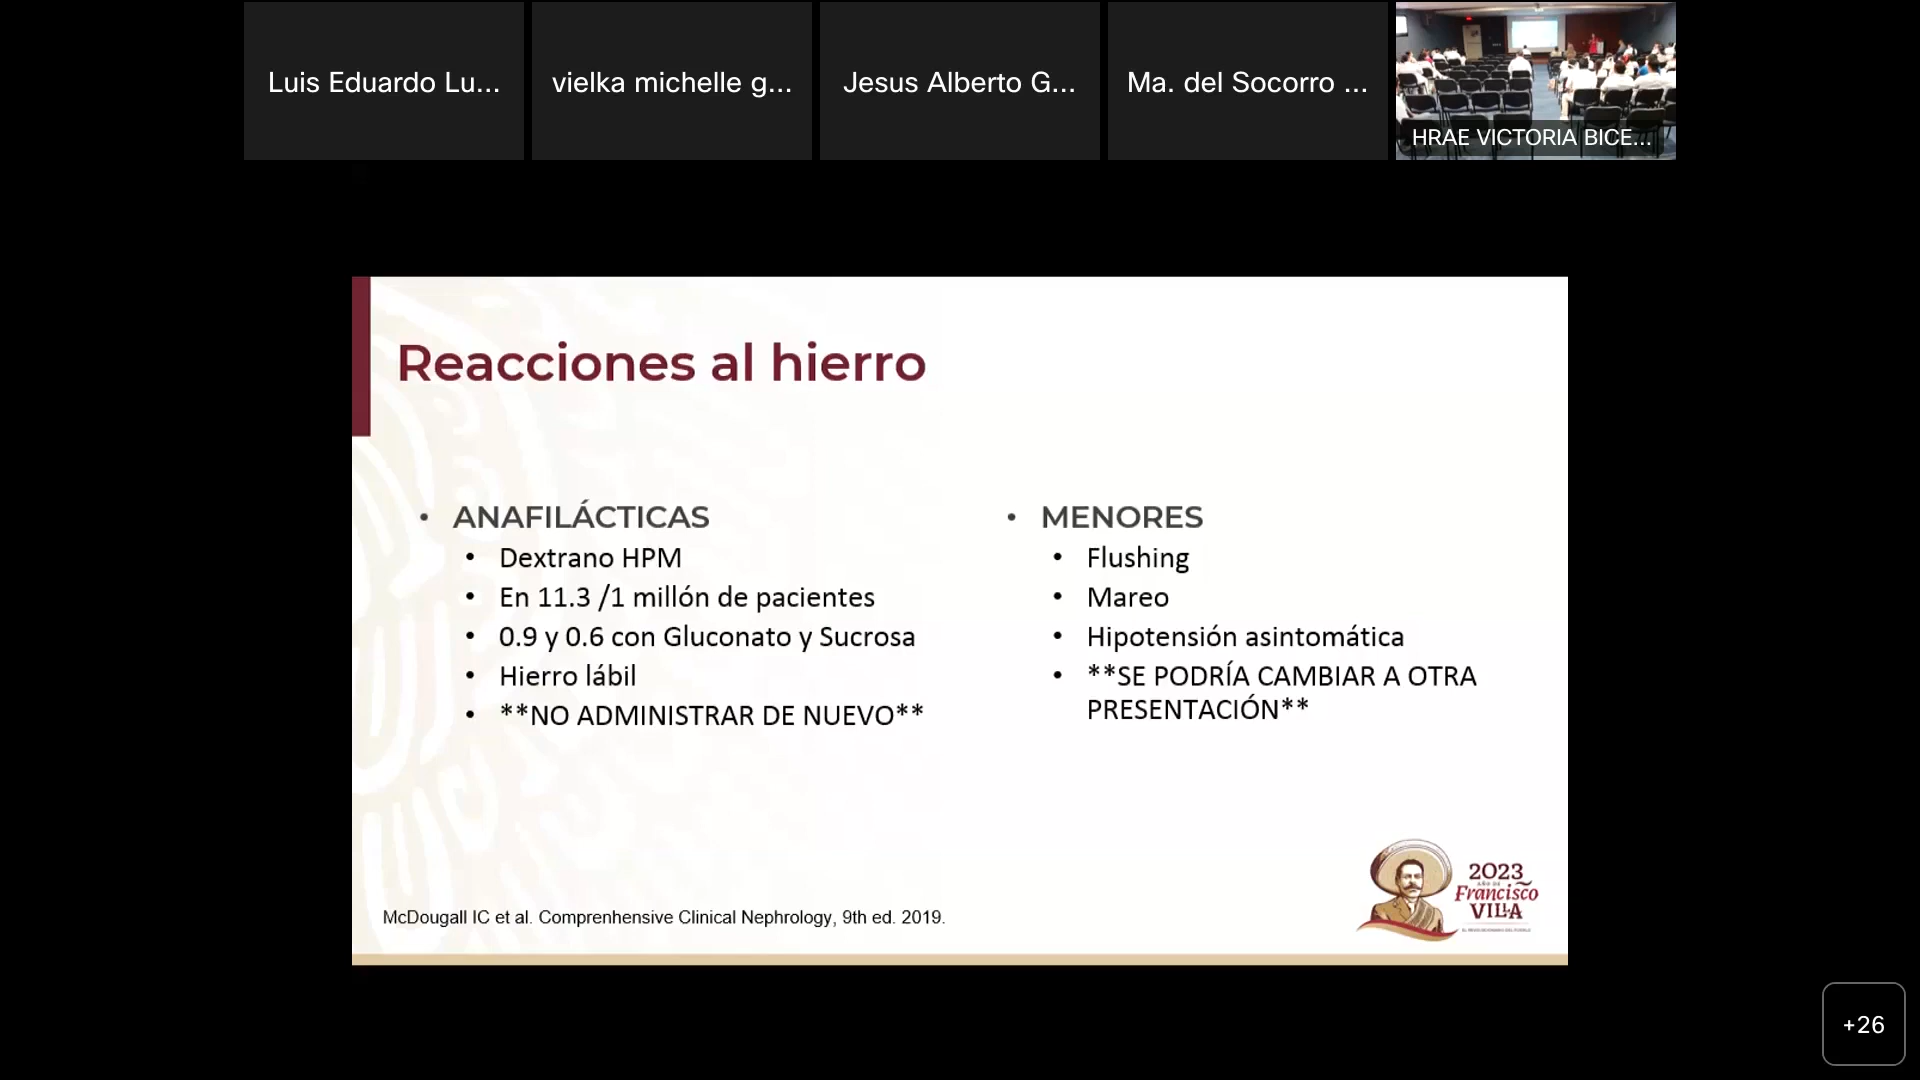 Luis Eduardo Lu...
vielka michelle g...
Jesus Alberto G...
Ma. del Socorro ...
HRAE VICTORIA BICE...
Reacciones al hierro
• ANAFILÁCTICAS
• Dextrano HPM
• En 11.3 /1 millón de pacientes
• 0.9 y 0.6 con Gluconato y Sucrosa
• Hierro lábil
• **NO ADMINISTRAR DE NUEVO**
• MENORES
• Flushing
• Mareo
• Hipotensión asintomática
• **SE PODRÍA CAMBIAR A OTRA
PRESENTACIÓN**
McDougall IC et al. Comprenhensive Clinical Nephrology, 9th ed. 2019.
2023
AÑO DE
Francisco
VILLA
+26